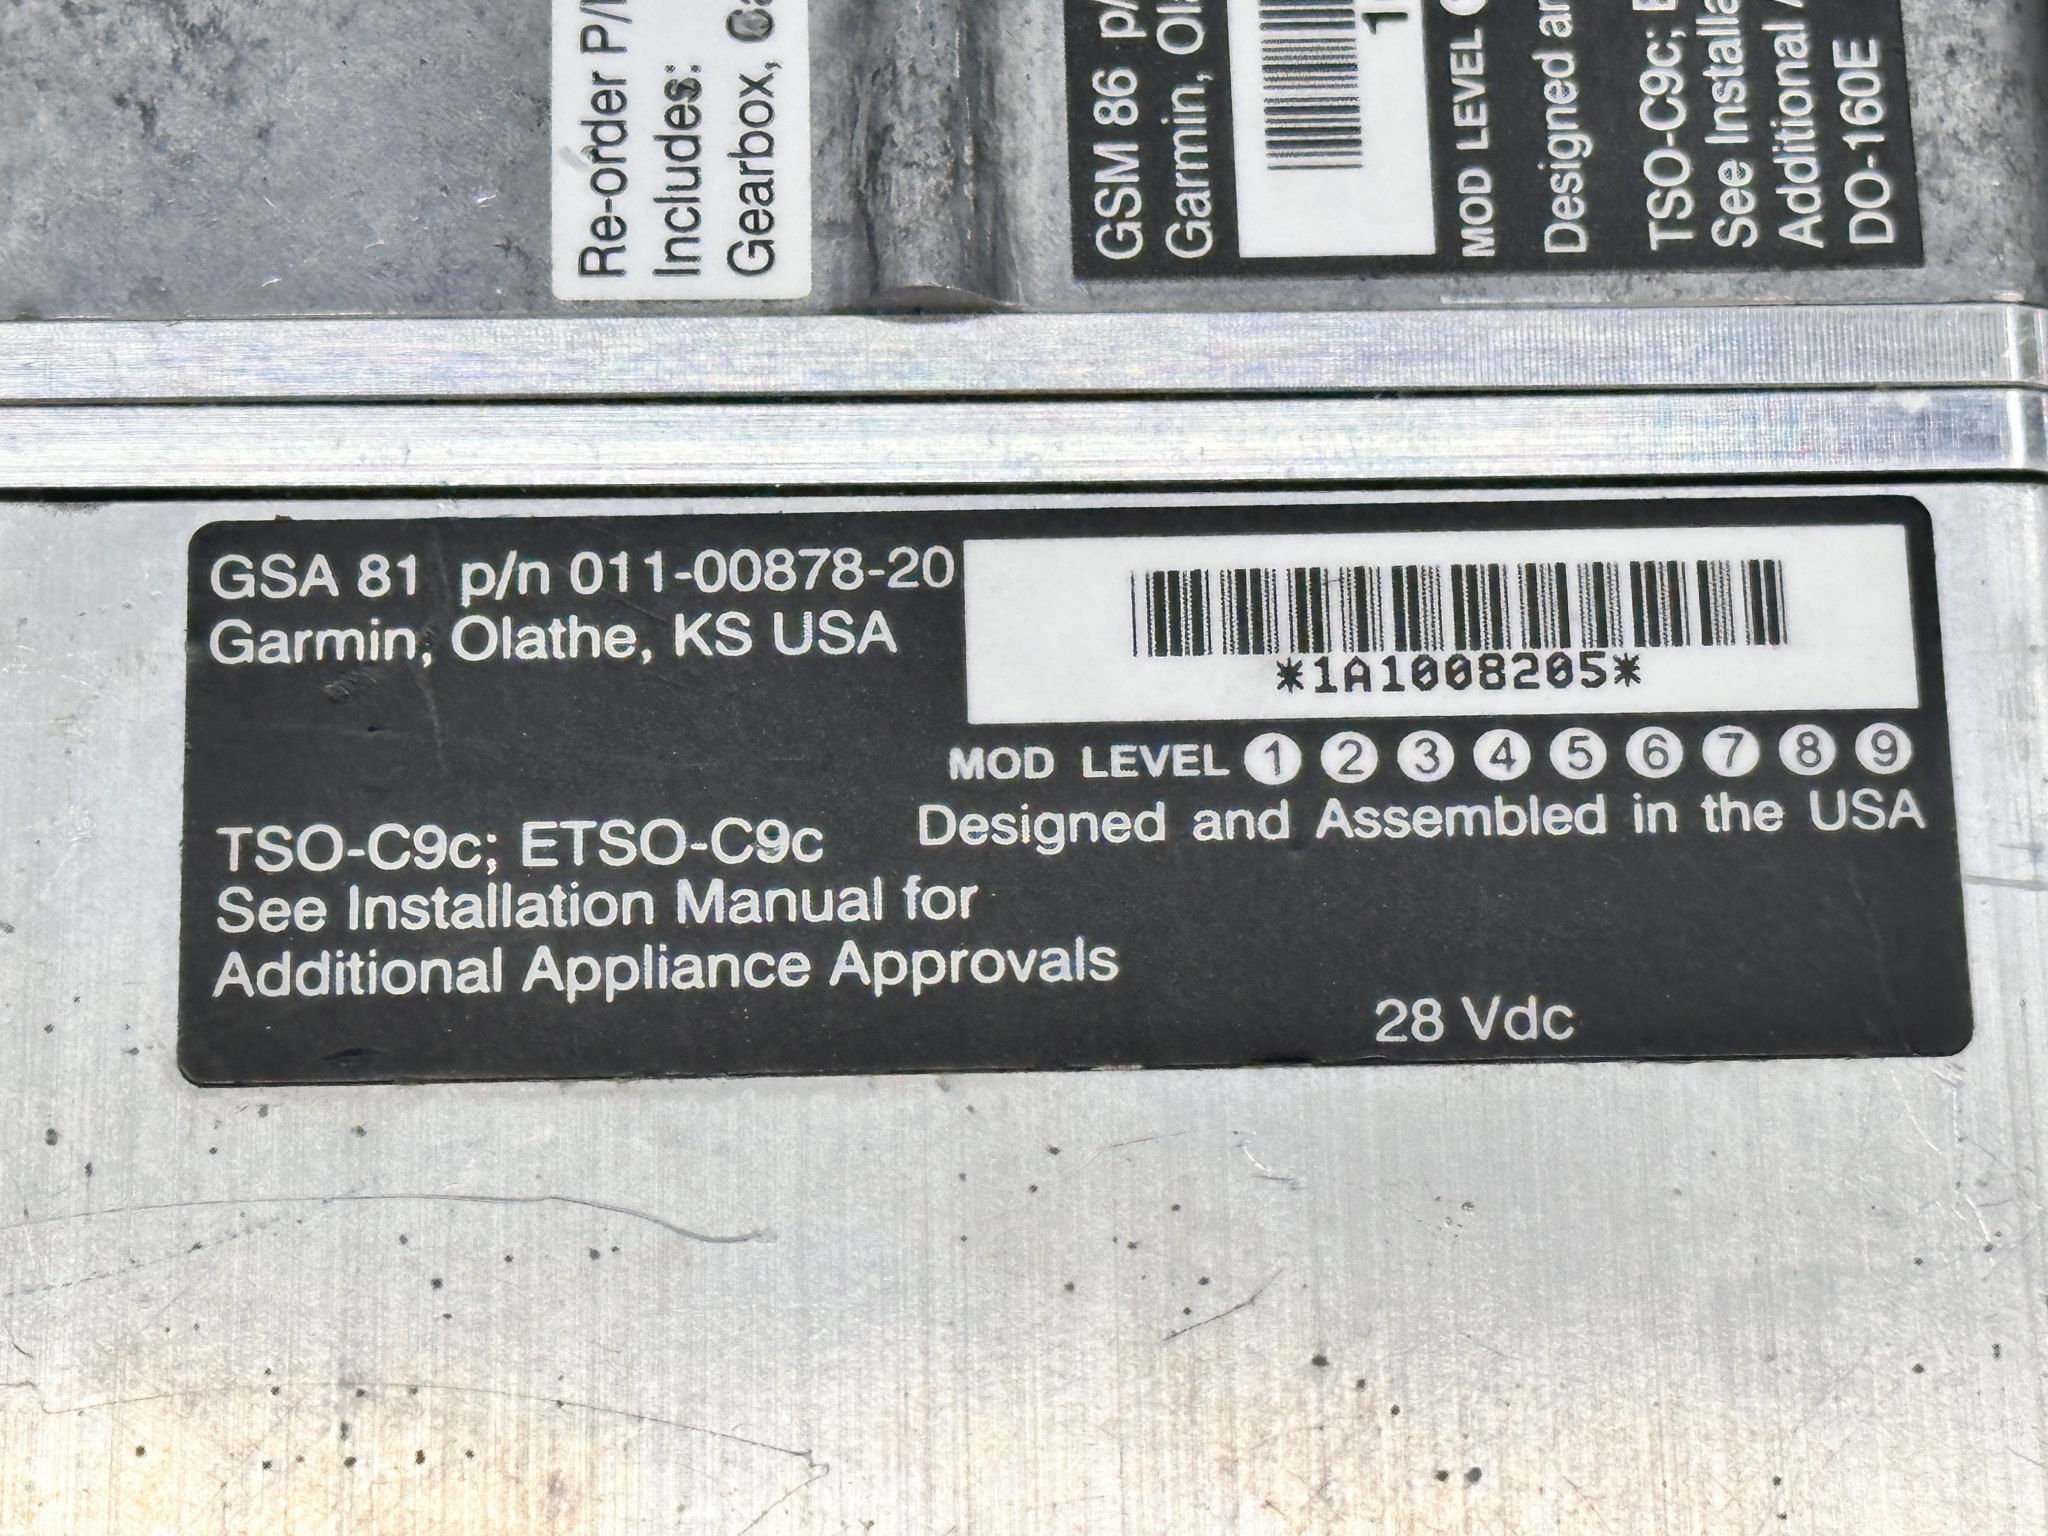 Re-order P/
Includes:
Gearbox,
GSM 86 p/
Garmin,
MOD LEVEL
Designed
TSO-C9c;
See
Additional
DO-160E
GSA 81 p/n 011-00878-20
Garmin, Olathe, KS USA
*1A1008205*
MOD LEVEL 1 2 3 4 5 6 7 8 9
Designed and Assembled in the USA
TSO-C9c; ETSO-C9c
See Installation Manual for
Additional Appliance Approvals
28 Vdc